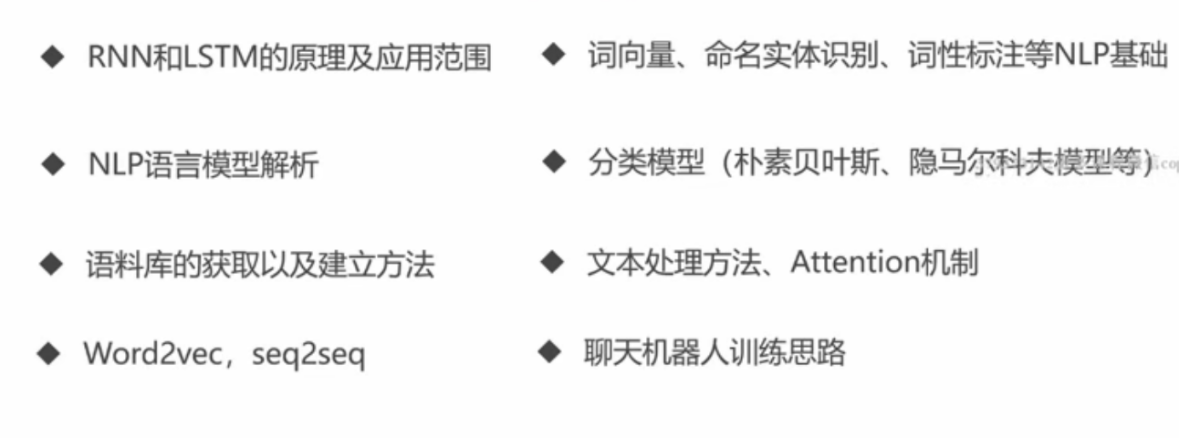 ◆ RNN和LSTM的原理及应用范围
◆ 词向量、命名实体识别、词性标注等NLP基础
◆ NLP语言模型解析
◆ 分类模型（朴素贝叶斯、隐马尔科夫模型等）
◆ 语料库的获取以及建立方法
◆ 文本处理方法、Attention机制
◆ Word2vec，seq2seq
◆ 聊天机器人训练思路